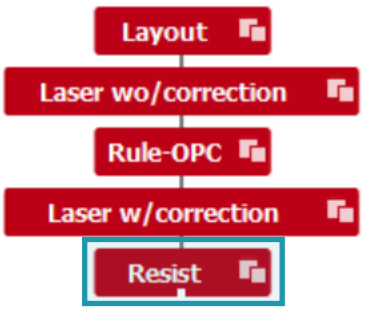 Layout
Laser wo/correction
Rule-OPC
Laser w/correction
Resist